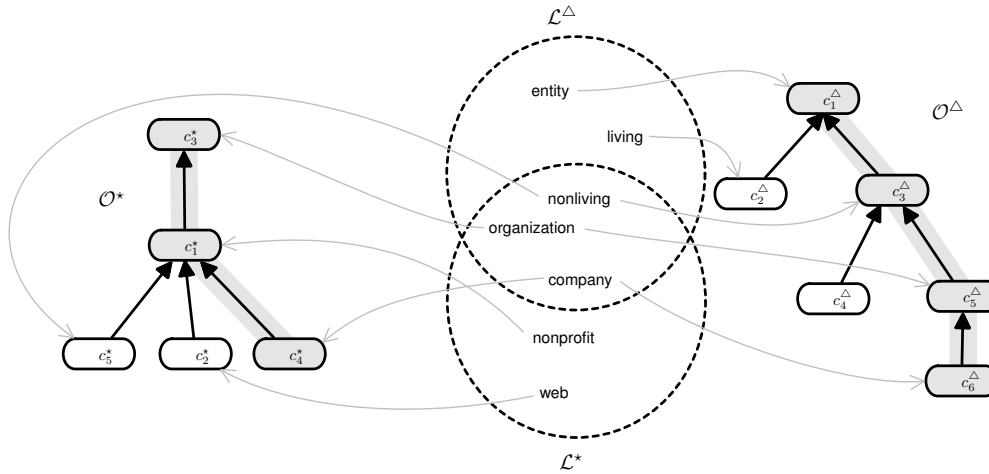 ℒ△
entity
c₁△
𝒪△
living
c₃⋆
c₂△
c₃△
𝒪⋆
nonliving
organization
c₁⋆
company
c₄△
c₅△
nonprofit
c₅⋆
c₂⋆
c₄⋆
c₆△
web
ℒ⋆